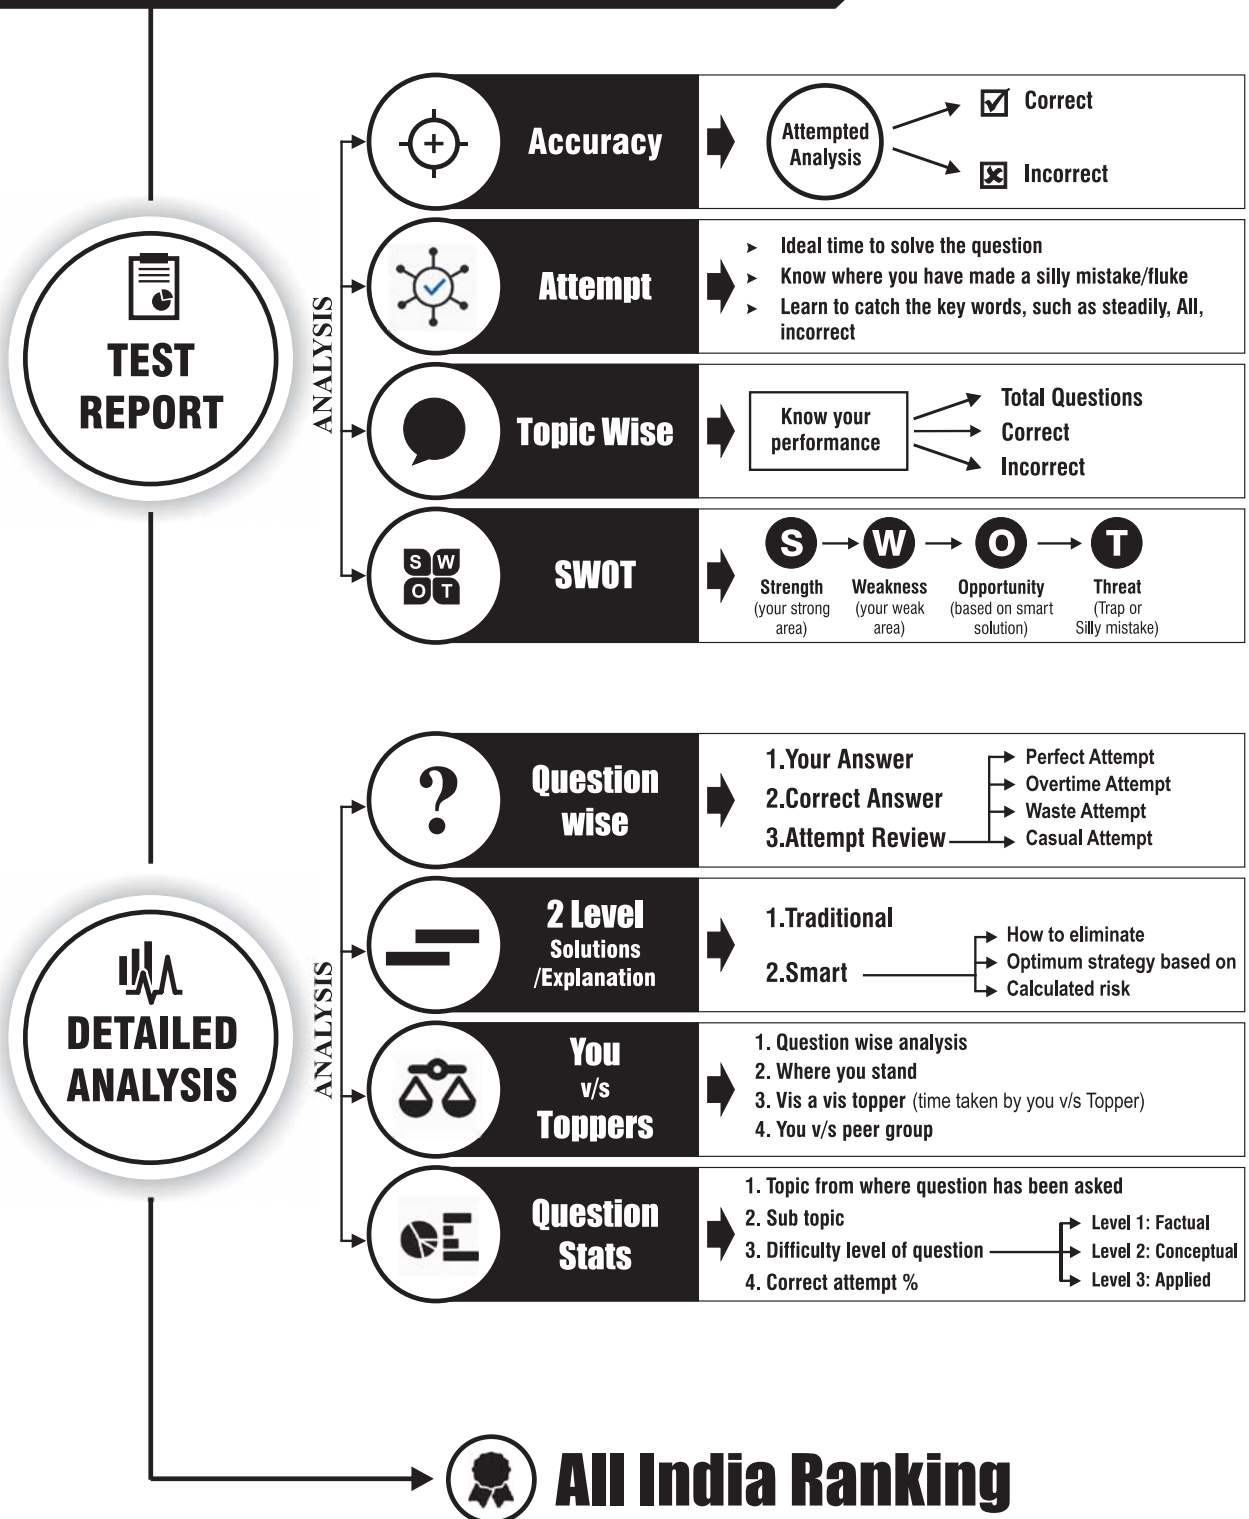 TEST
REPORT
ANALYSIS
Accuracy
Attempted
Analysis
Correct
Incorrect
Attempt
➤ Ideal time to solve the question
➤ Know where you have made a silly mistake/fluke
➤ Learn to catch the key words, such as steadily, All,
incorrect
Topic Wise
Know your
performance
Total Questions
Correct
Incorrect
S W
O T
SWOT
S W O T
Strength Weakness Opportunity Threat
(your strong (your weak (based on smart (Trap or
area) area) solution) Silly mistake)
DETAILED
ANALYSIS
ANALYSIS
?
Question
wise
1.Your Answer
2.Correct Answer
3.Attempt Review
Perfect Attempt
Overtime Attempt
Waste Attempt
Casual Attempt
2 Level
Solutions
/Explanation
1.Traditional
2.Smart
How to eliminate
Optimum strategy based on
Calculated risk
You
v/s
Toppers
1. Question wise analysis
2. Where you stand
3. Vis a vis topper (time taken by you v/s Topper)
4. You v/s peer group
Question
Stats
1. Topic from where question has been asked
2. Sub topic
3. Difficulty level of question
4. Correct attempt %
Level 1: Factual
Level 2: Conceptual
Level 3: Applied
All India Ranking